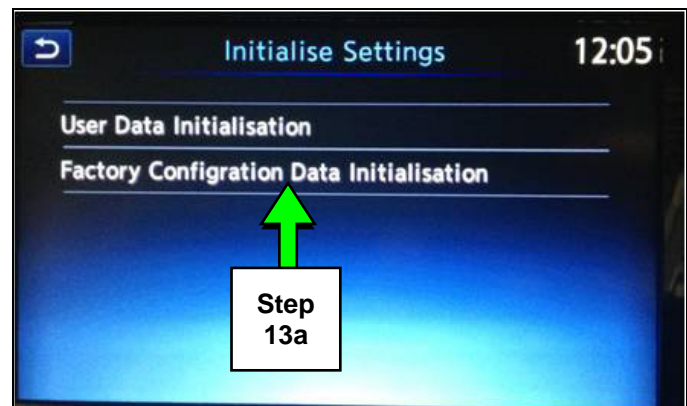 Initialise Settings 12:05
User Data Initialisation
Factory Configration Data Initialisation
Step
13a